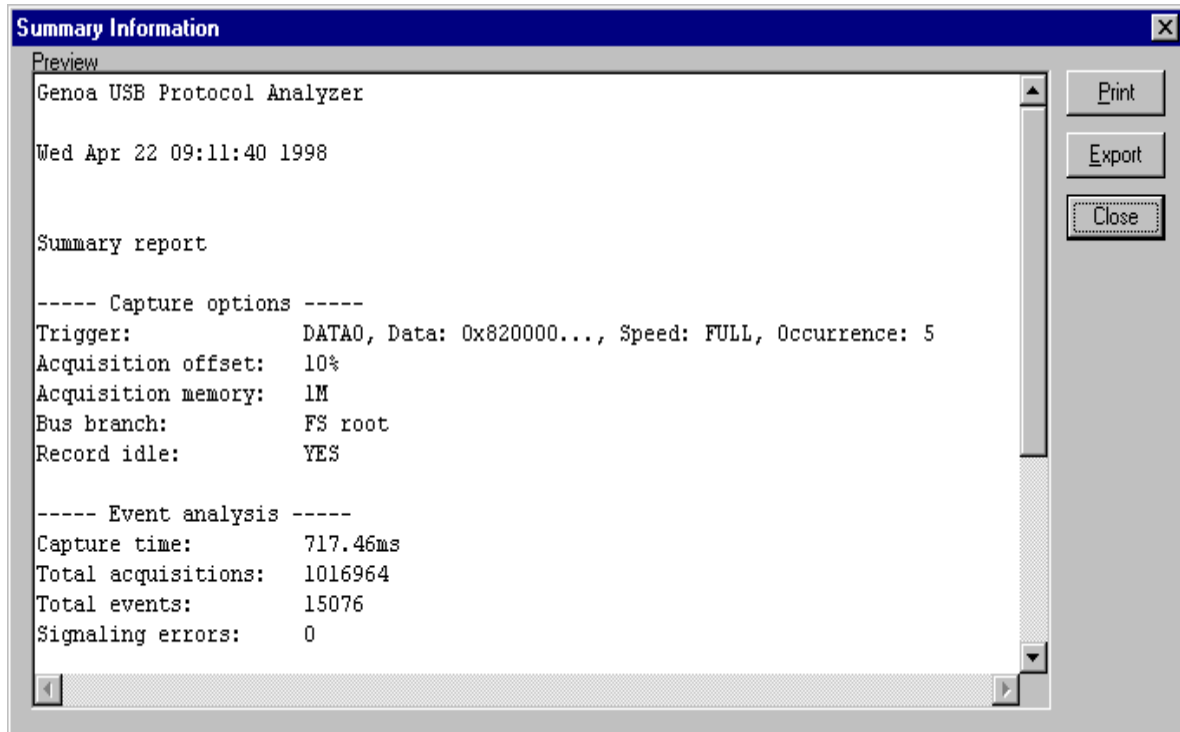 Summary Information
Preview
Genoa USB Protocol Analyzer
Wed Apr 22 09:11:40 1998
Summary report
----- Capture options -----
Trigger: DATA0, Data: 0x820000..., Speed: FULL, Occurrence: 5
Acquisition offset: 10%
Acquisition memory: 1M
Bus branch: FS root
Record idle: YES
----- Event analysis -----
Capture time: 717.46ms
Total acquisitions: 1016964
Total events: 15076
Signaling errors: 0
Print
Export
Close